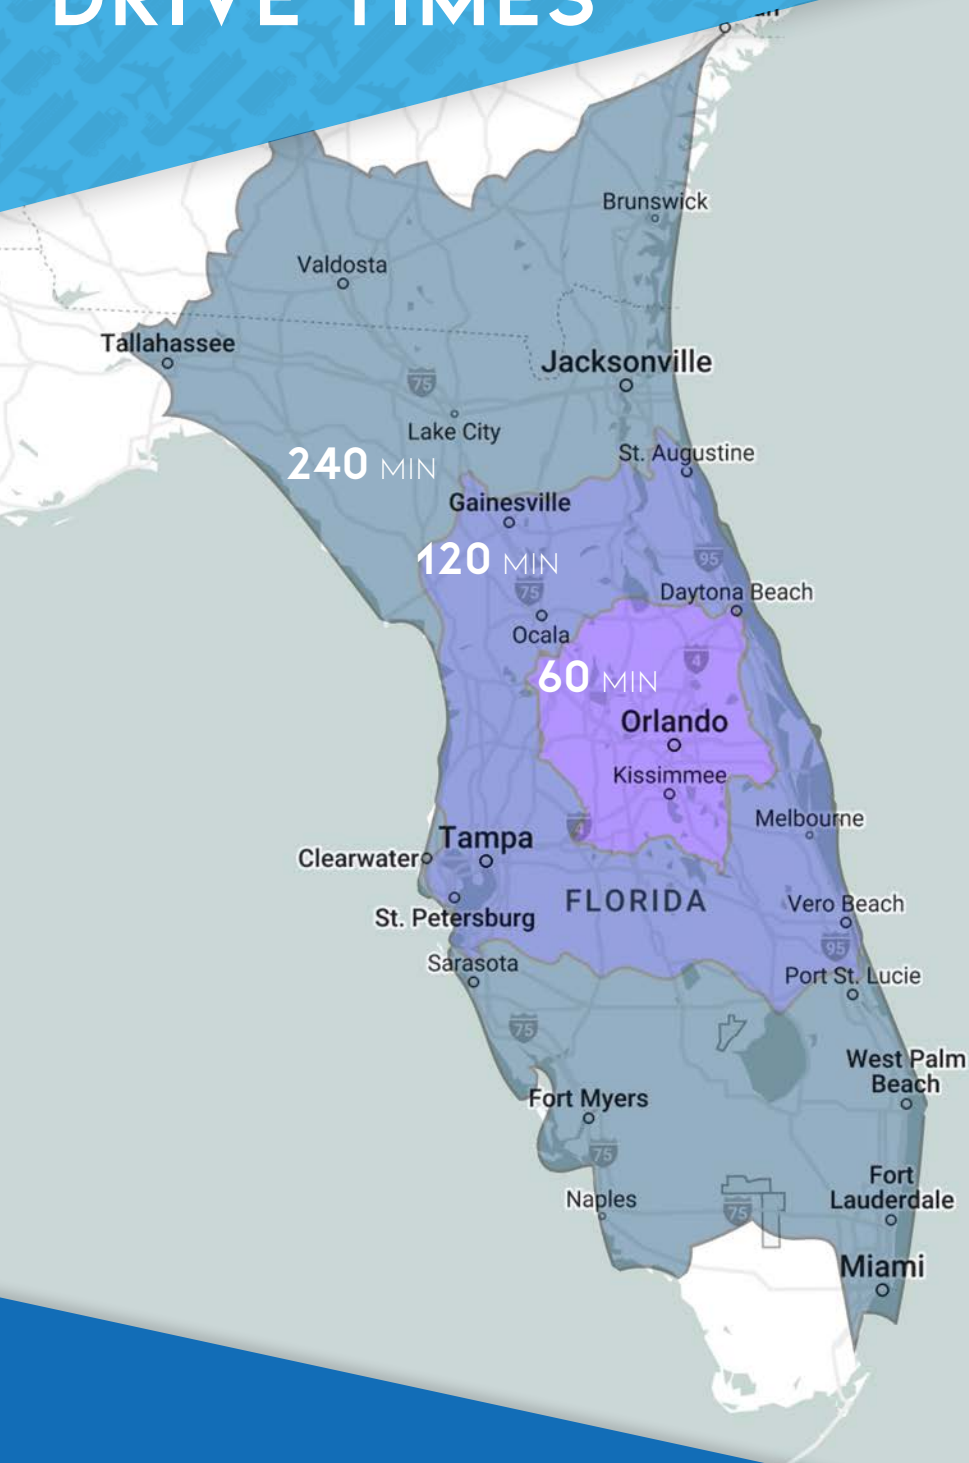 DRIVE TIMES
Brunswick
Valdosta
Tallahassee
Jacksonville
75
Lake City
St. Augustine
240 MIN
Gainesville
120 MIN
95
75
Daytona Beach
Ocala
4
60 MIN
Orlando
Kissimmee
4
Melbourne
Tampa
Clearwater
FLORIDA
Vero Beach
St. Petersburg
95
Sarasota
Port St. Lucie
75
West Palm
Beach
Fort Myers
75
Fort
Lauderdale
Naples
75
Miami